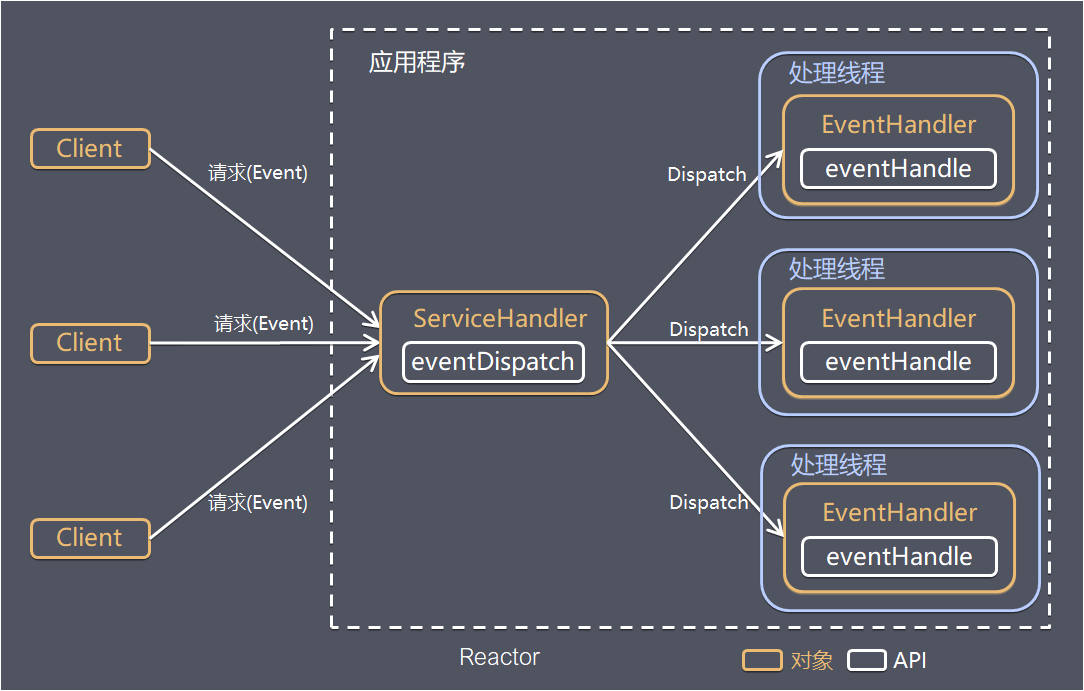 应用程序
处理线程
EventHandler
eventHandle
Client
请求(Event)
Dispatch
处理线程
EventHandler
eventHandle
Client
请求(Event)
ServiceHandler
eventDispatch
Dispatch
处理线程
EventHandler
eventHandle
Client
请求(Event)
Dispatch
Reactor
对象
API